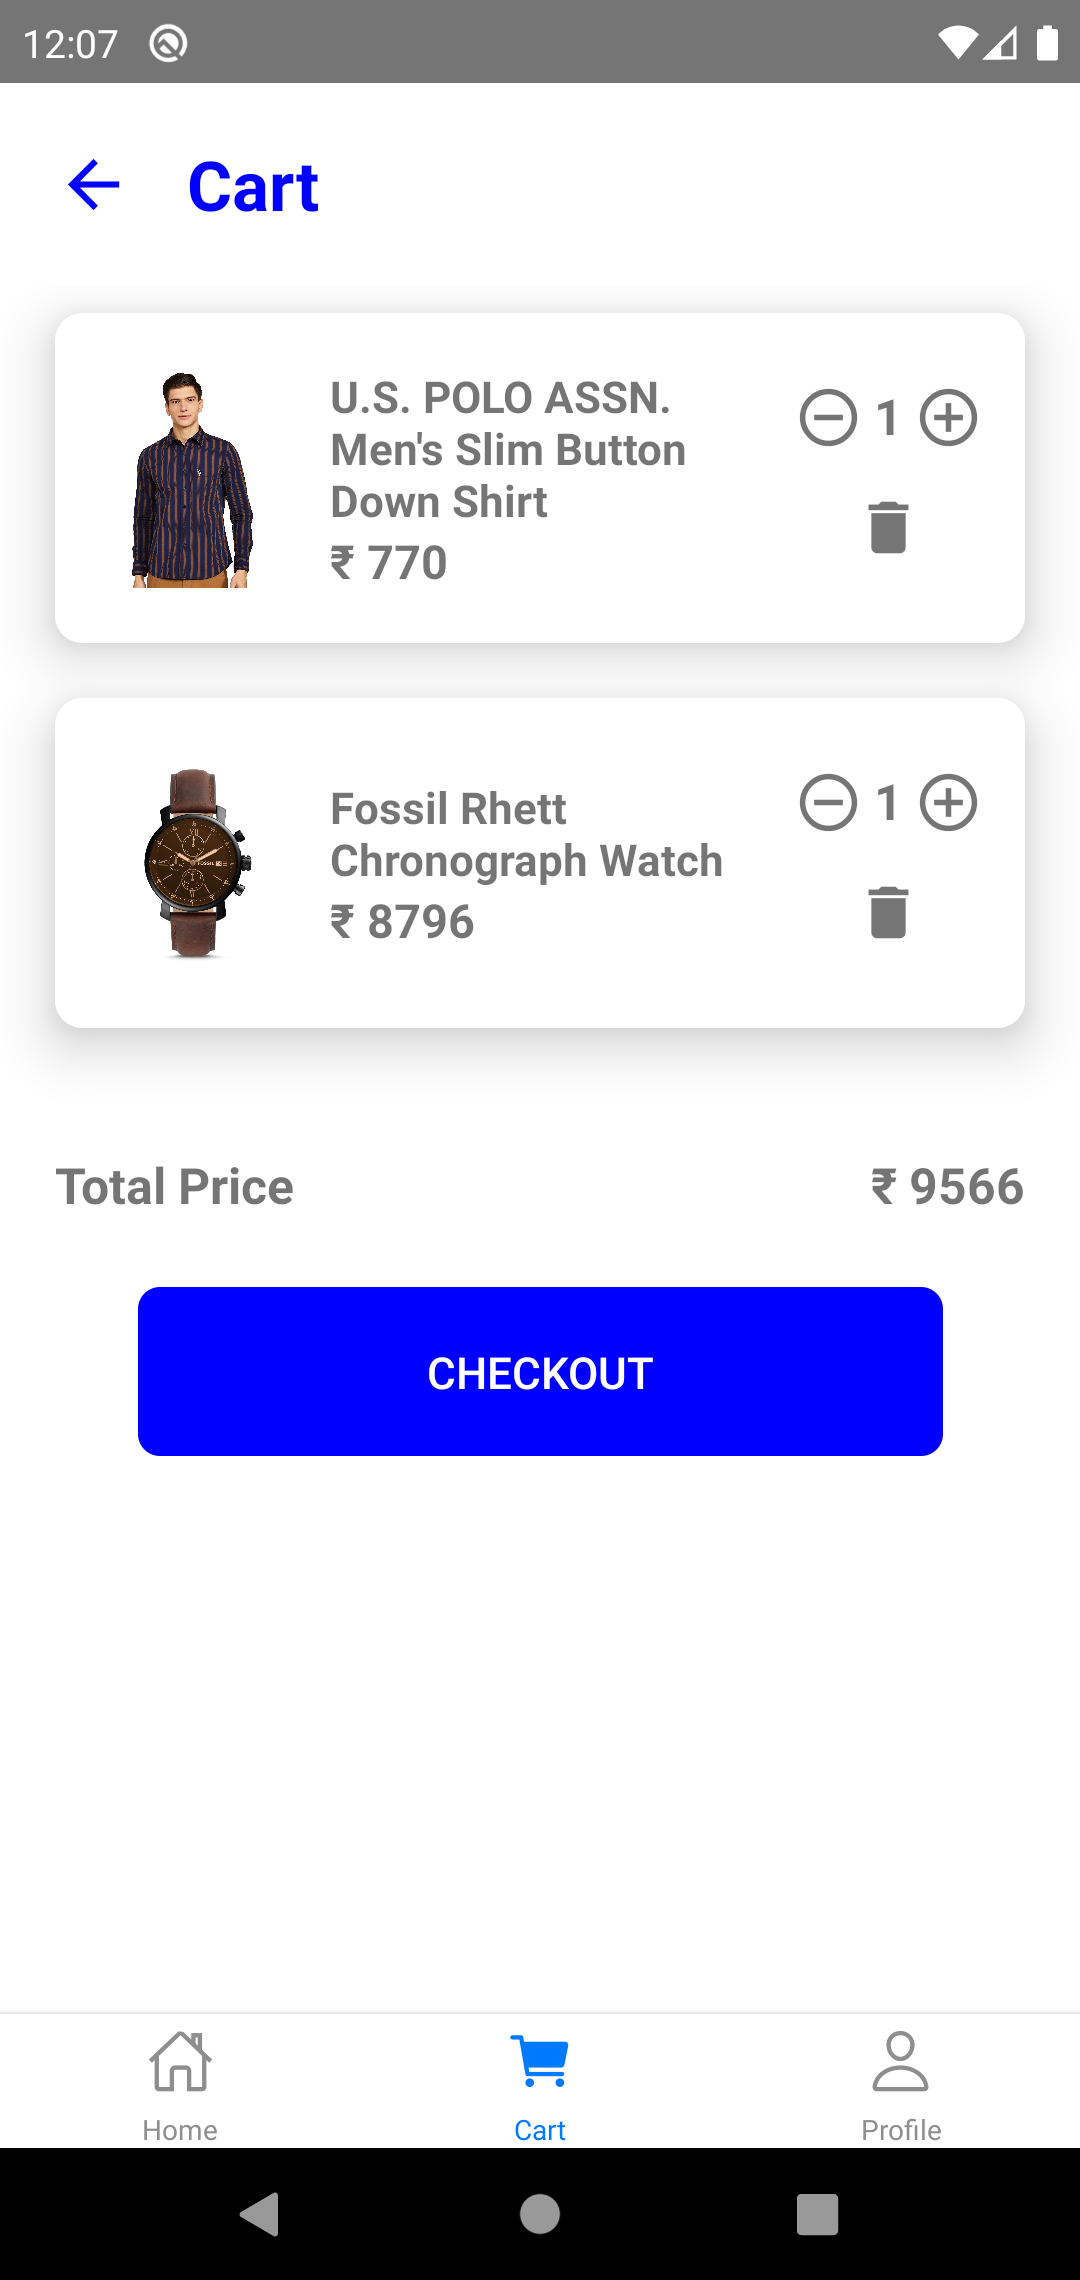 12:07
Cart
U.S. POLO ASSN.
Men's Slim Button
Down Shirt
₹ 770
1
Fossil Rhett
Chronograph Watch
₹ 8796
1
Total Price
₹ 9566
CHECKOUT
Home
Cart
Profile